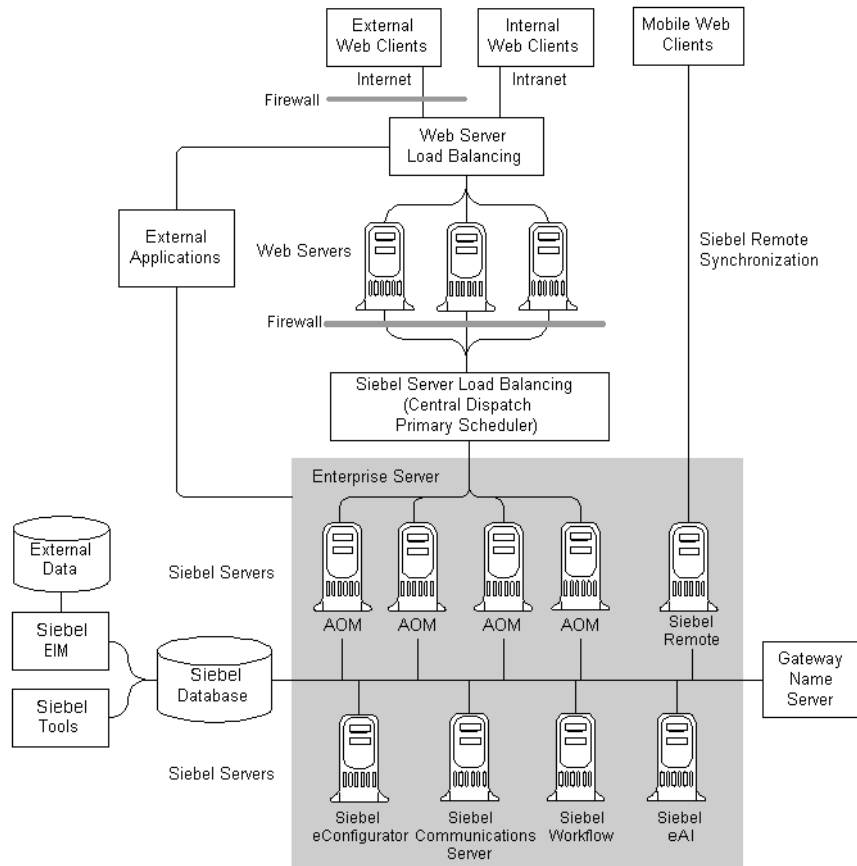 External
Web Clients
Internal
Web Clients
Mobile Web
Clients
Internet
Intranet
Firewall
Web Server
Load Balancing
External
Applications
Web Servers
Siebel Remote
Synchronization
Firewall
Siebel Server Load Balancing
(Central Dispatch
Primary Scheduler)
Enterprise Server
External
Data
Siebel Servers
AOM
AOM
AOM
AOM
Siebel
Remote
Siebel
EIM
Siebel
Tools
Siebel
Database
Gateway
Name
Server
Siebel Servers
Siebel
eConfigurator
Siebel
Communications
Server
Siebel
Workflow
Siebel
eAI